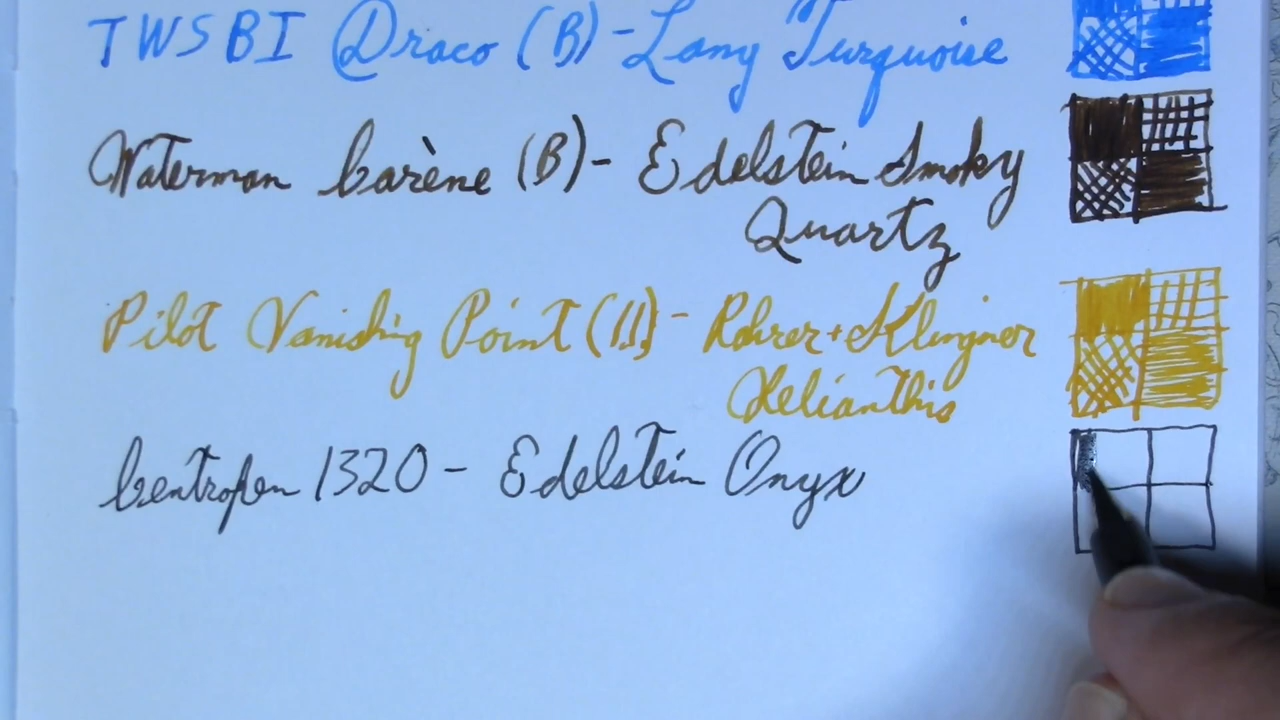 TWSBI Draco (B) - Lamy Turquoise
Waterman Carène (B) - Edelstein Smoky
Quartz
Pilot Vanishing Point (M) - Rohrer + Klingner
Helianthis
Centropen 1320 - Edelstein Onyx